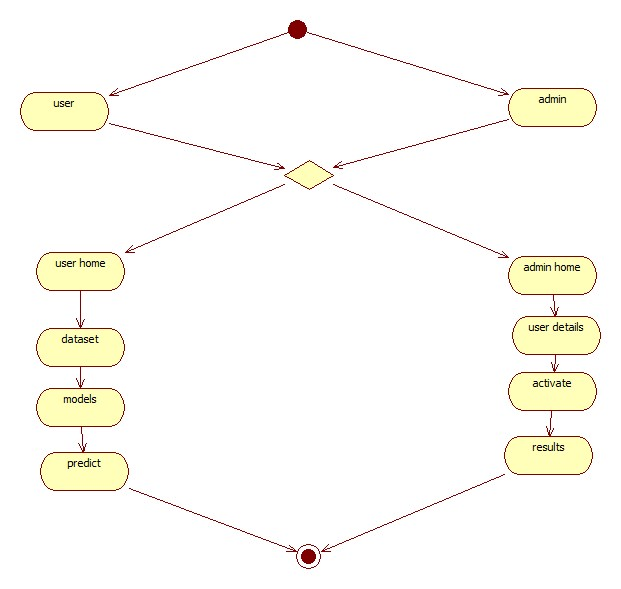 user
admin
user home
admin home
dataset
user details
models
activate
predict
results